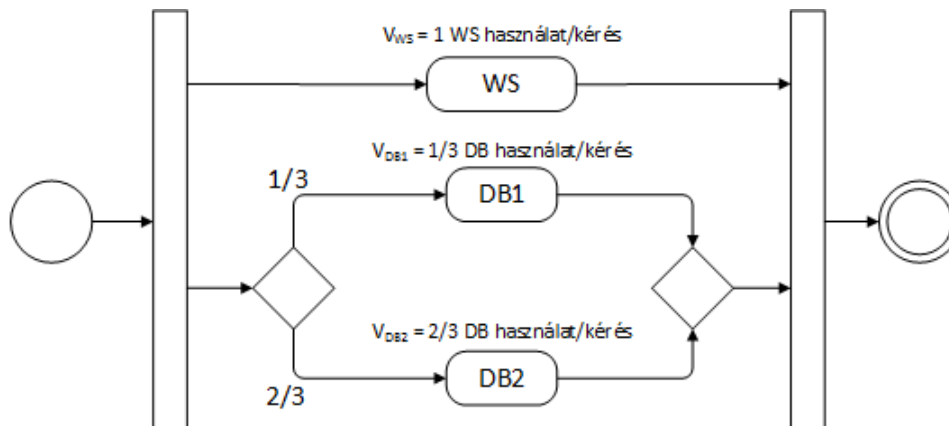 V_WS = 1 WS használat/kérés
WS
V_DB1 = 1/3 DB használat/kérés
1/3
DB1
V_DB2 = 2/3 DB használat/kérés
2/3
DB2